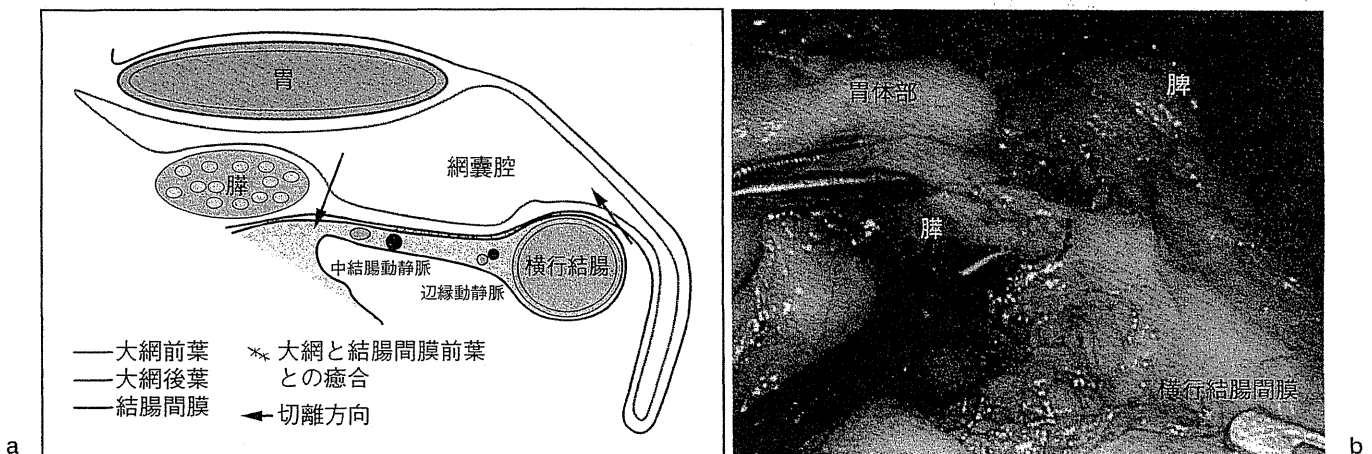 胃
膵
網嚢腔
中結腸動静脈
横行結腸
辺縁動静脈
大網前葉
大網後葉
結腸間膜
大網と結腸間膜前葉
との癒合
切離方向
a
胃体部
脾
膵
横行結腸間膜
b